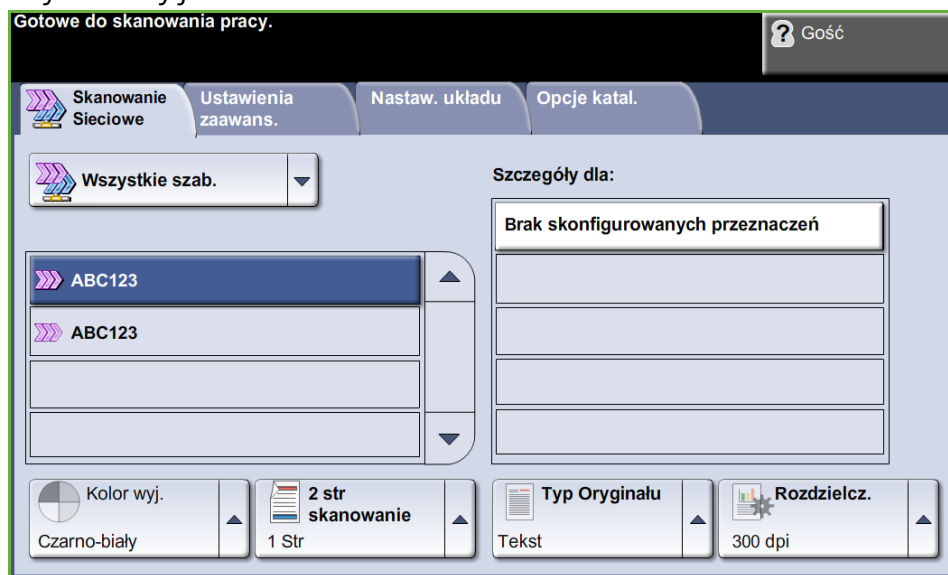 Gotowe do skanowania pracy.
? Gość
Skanowanie
Sieciowe
Ustawienia
zaawans.
Nastaw. układu
Opcje katal.
Wszystkie szab.
Szczegóły dla:
Brak skonfigurowanych przeznaczeń
ABC123
ABC123
Kolor wyj.
Czarno-biały
2 str
skanowanie
1 Str
Typ Oryginału
Tekst
Rozdzielcz.
300 dpi